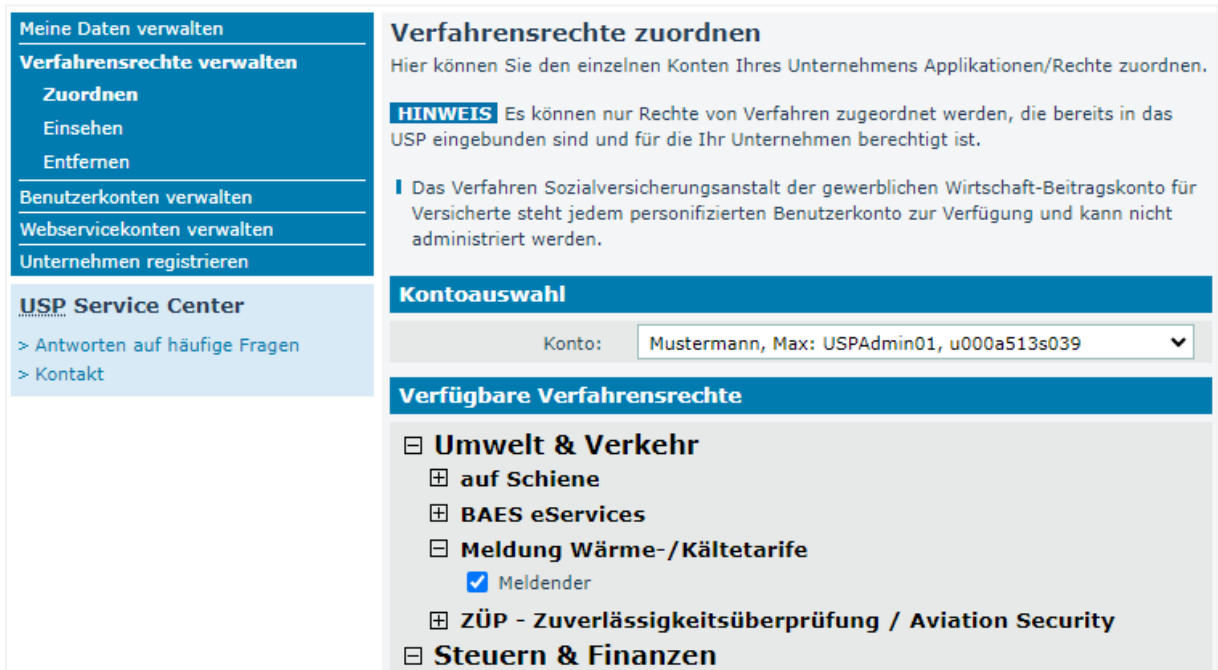 Meine Daten verwalten
Verfahrensrechte verwalten
Zuordnen
Einsehen
Entfernen
Benutzerkonten verwalten
Webservicekonten verwalten
Unternehmen registrieren
USP Service Center
> Antworten auf häufige Fragen
> Kontakt
Verfahrensrechte zuordnen
Hier können Sie den einzelnen Konten Ihres Unternehmens Applikationen/Rechte zuordnen.
HINWEIS Es können nur Rechte von Verfahren zugeordnet werden, die bereits in das
USP eingebunden sind und für die Ihr Unternehmen berechtigt ist.
Das Verfahren Sozialversicherungsanstalt der gewerblichen Wirtschaft-Beitragskonto für
Versicherte steht jedem personifizierten Benutzerkonto zur Verfügung und kann nicht
administriert werden.
Kontoauswahl
Konto: Mustermann, Max: USPAdmin01, u000a513s039
Verfügbare Verfahrensrechte
Umwelt & Verkehr
auf Schiene
BAES eServices
Meldung Wärme-/Kältetarife
Meldender
ZÜP - Zuverlässigkeitsüberprüfung / Aviation Security
Steuern & Finanzen